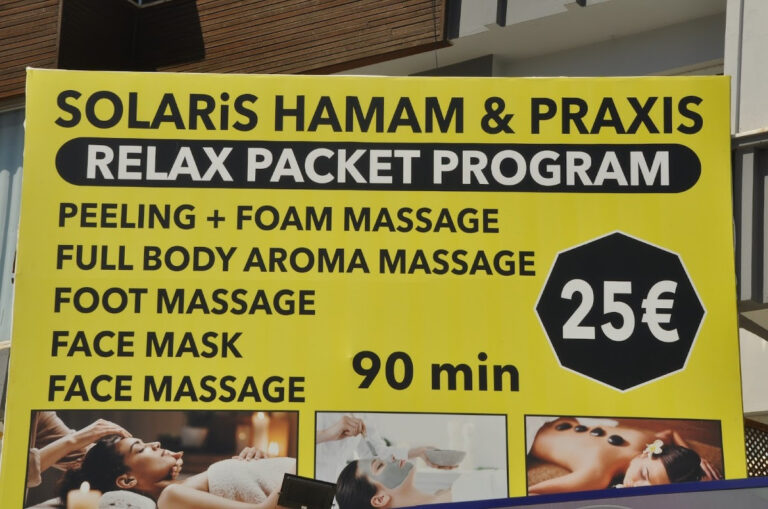 SOLARiS HAMAM & PRAXIS
RELAX PACKET PROGRAM
PEELING + FOAM MASSAGE
FULL BODY AROMA MASSAGE
FOOT MASSAGE
FACE MASK
FACE MASSAGE
90 min
25€